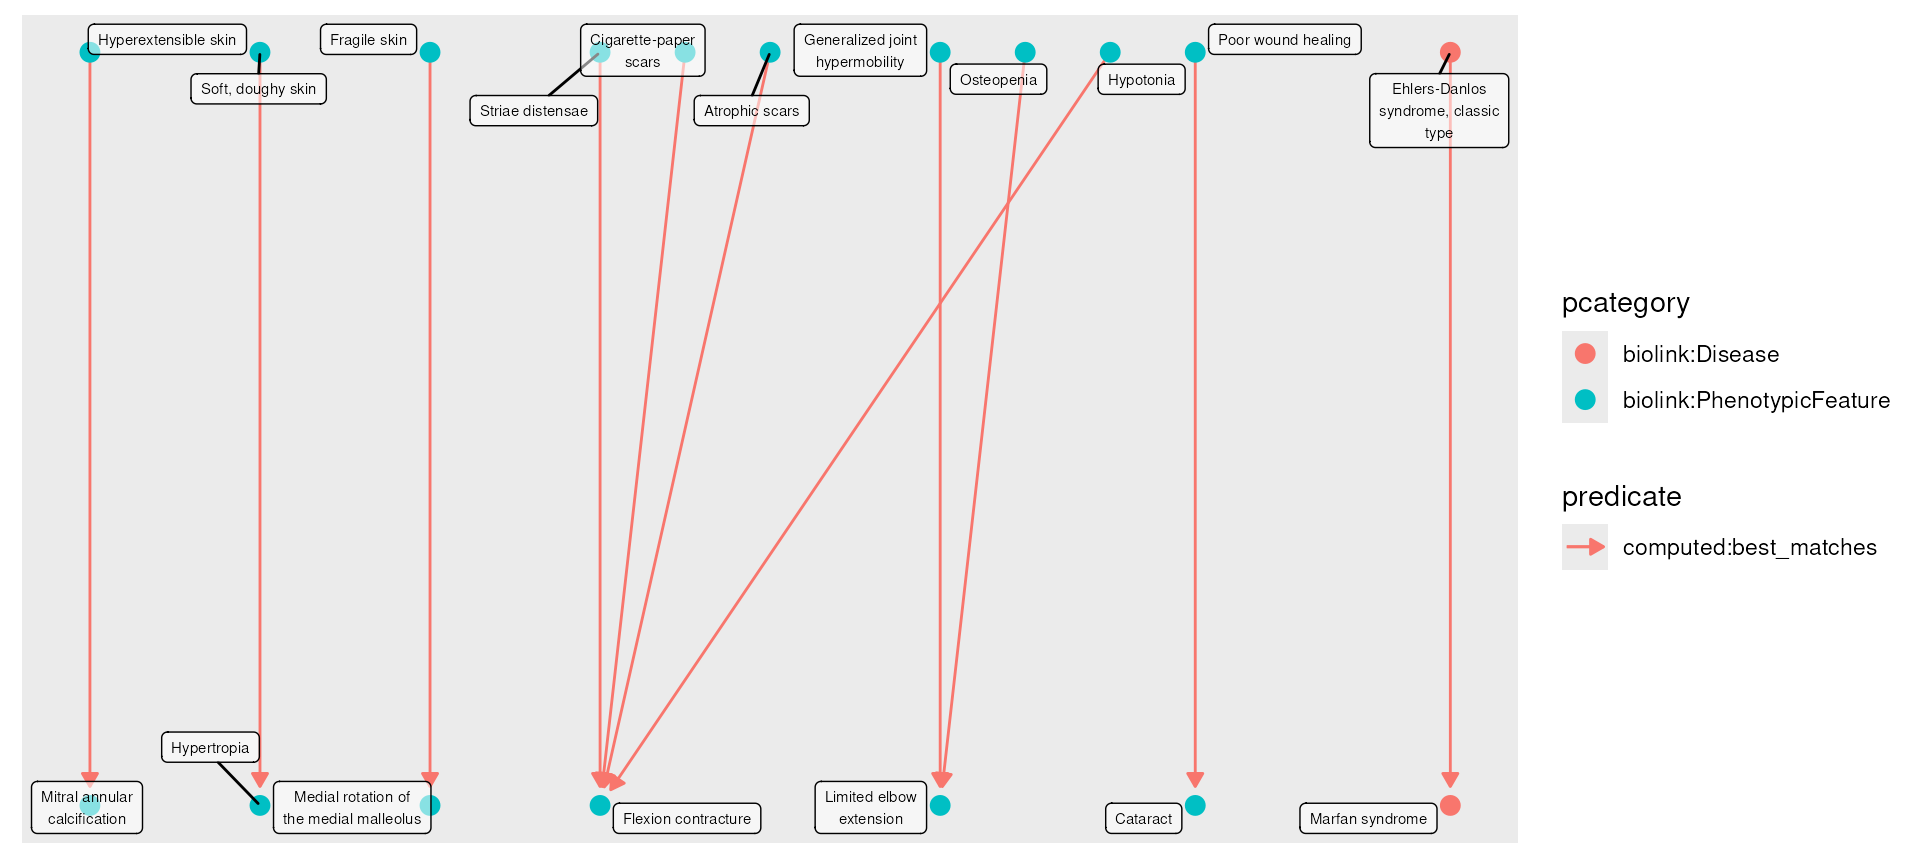 Hyperextensible skin
Fragile skin
Cigarette-paper
scars
Generalized joint
hypermobility
Poor wound healing
Soft, doughy skin
Striae distensae
Atrophic scars
Osteopenia
Hypotonia
Ehlers-Danlos
syndrome, classic
type
Hypertropia
Mitral annular
calcification
Medial rotation of
the medial malleolus
Flexion contracture
Limited elbow
extension
Cataract
Marfan syndrome
pcategory
biolink:Disease
biolink:PhenotypicFeature
predicate
computed:best_matches